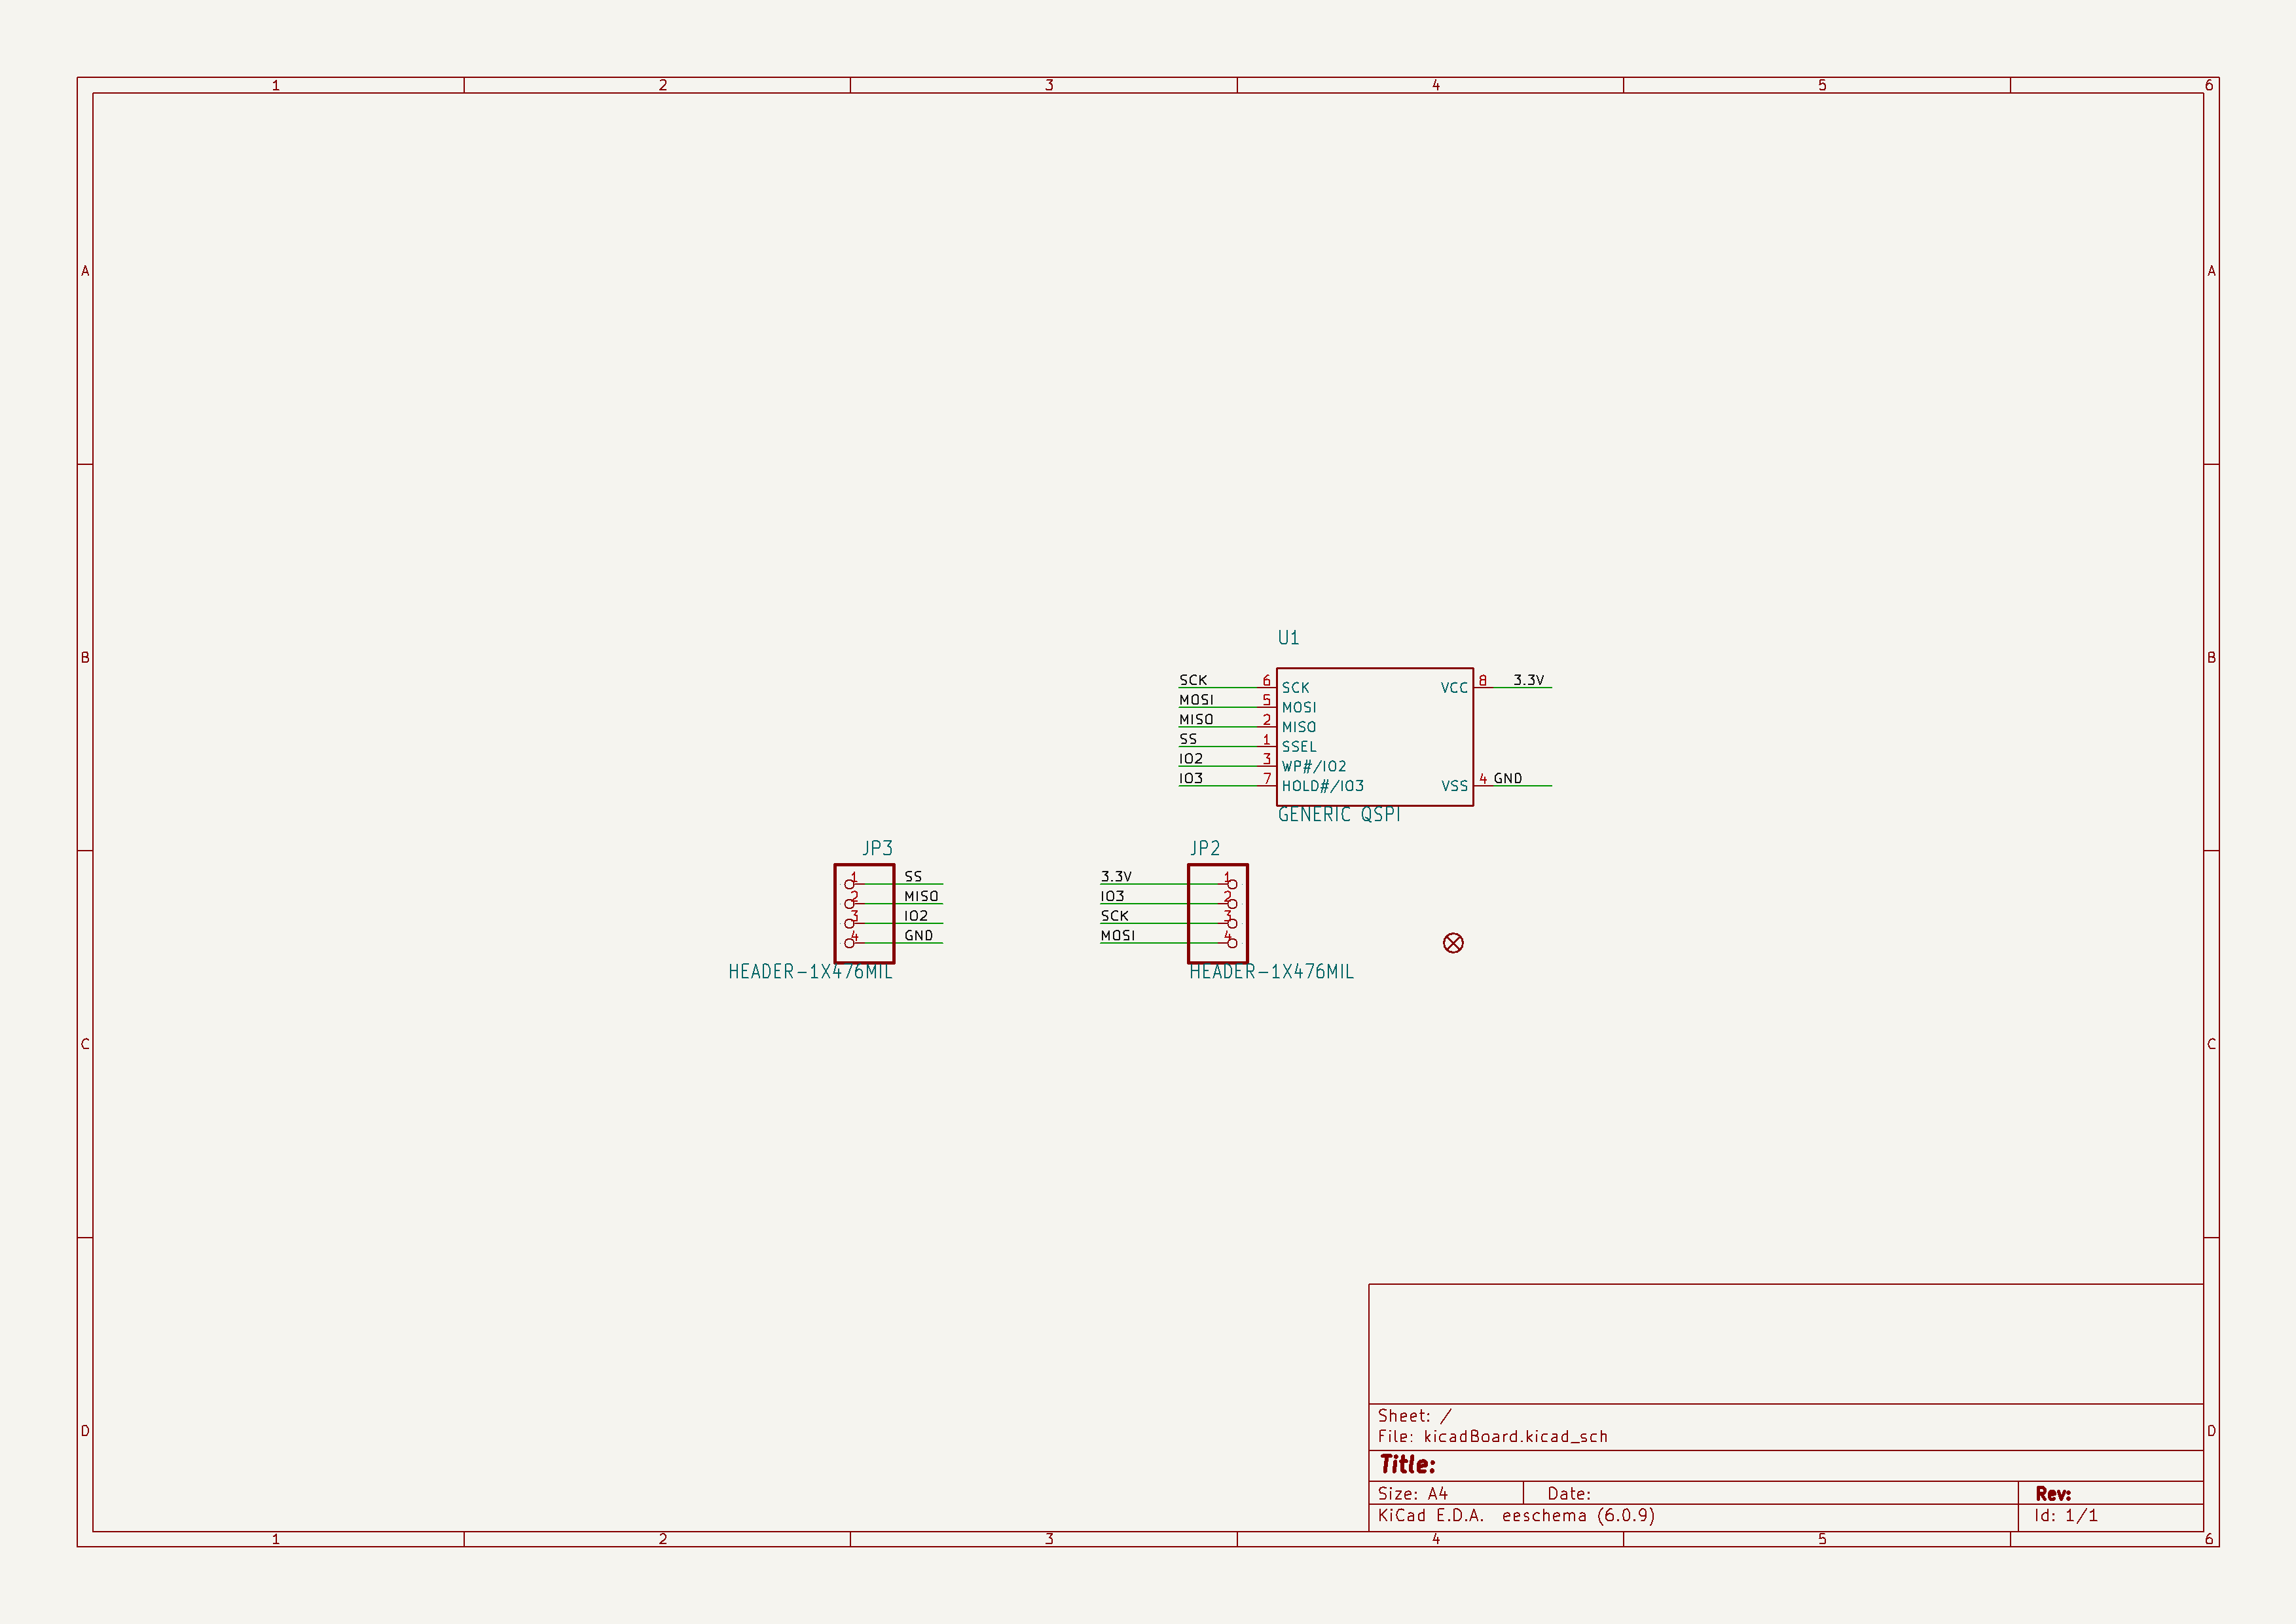 1 2 3 4 5 6
A A
U1
B B
SCK 6 SCK VCC 8 3.3V
MOSI 5 MOSI
MISO 2 MISO
SS 1 SSEL
IO2 3 WP#/IO2
IO3 7 HOLD#/IO3 VSS 4 GND
GENERIC QSPI
JP3 JP2
1 SS 3.3V 1
2 MISO IO3 2
3 IO2 SCK 3
4 GND MOSI 4
HEADER-1X476MIL HEADER-1X476MIL
C C
Sheet: /
D File: kicadBoard.kicad_sch D
Title:
Size: A4 Date: Rev:
KiCad E.D.A. eeschema (6.0.9) Id: 1/1
1 2 3 4 5 6